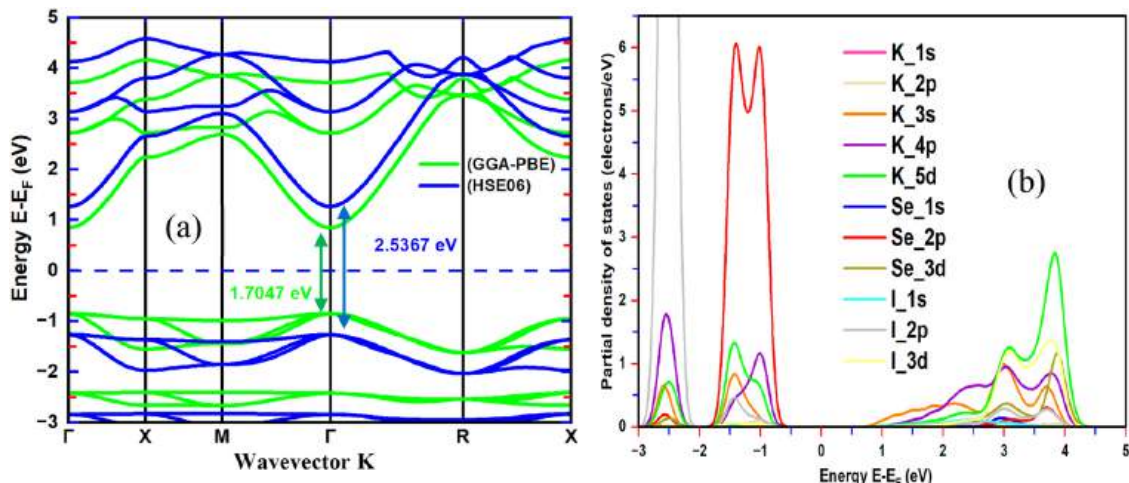 5
4
3
2
1
0
−1
−2
−3
Energy E-E_F (eV)
(a)
(GGA-PBE)
(HSE06)
2.5367 eV
1.7047 eV
Γ X M Γ R X
Wavevector K
6
5
4
3
2
1
0
Partial density of states (electrons/eV)
K_1s
K_2p
K_3s
K_4p
K_5d
Se_1s
Se_2p
Se_3d
I_1s
I_2p
I_3d
(b)
−3 −2 −1 0 1 2 3 4 5
Energy E-E_F (eV)